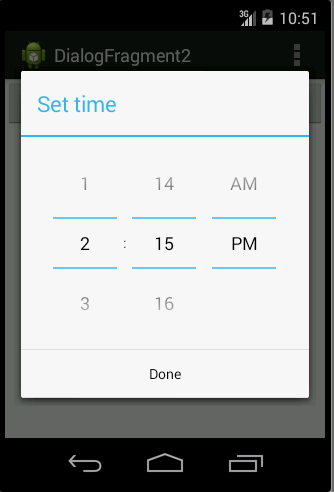 3G 10:51
DialogFragment2
Set time
1 14 AM
2 : 15 PM
3 16
Done